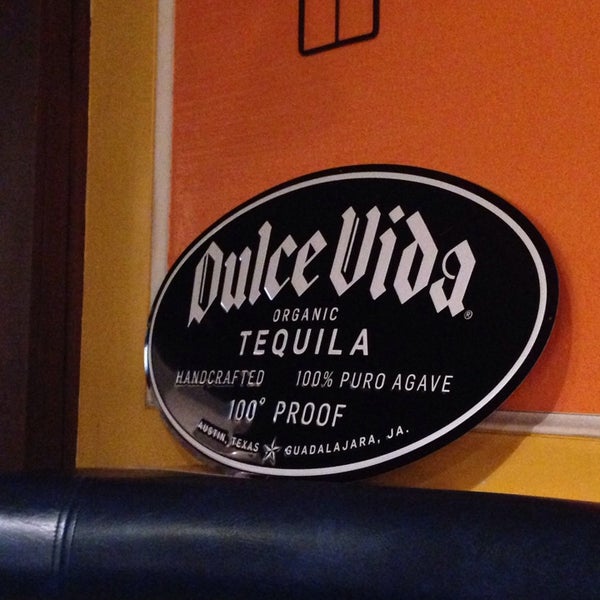 Dulce Vida®
ORGANIC
TEQUILA
HANDCRAFTED 100% PURO AGAVE
100° PROOF
AUSTIN, TEXAS ★ GUADALAJARA, JA.